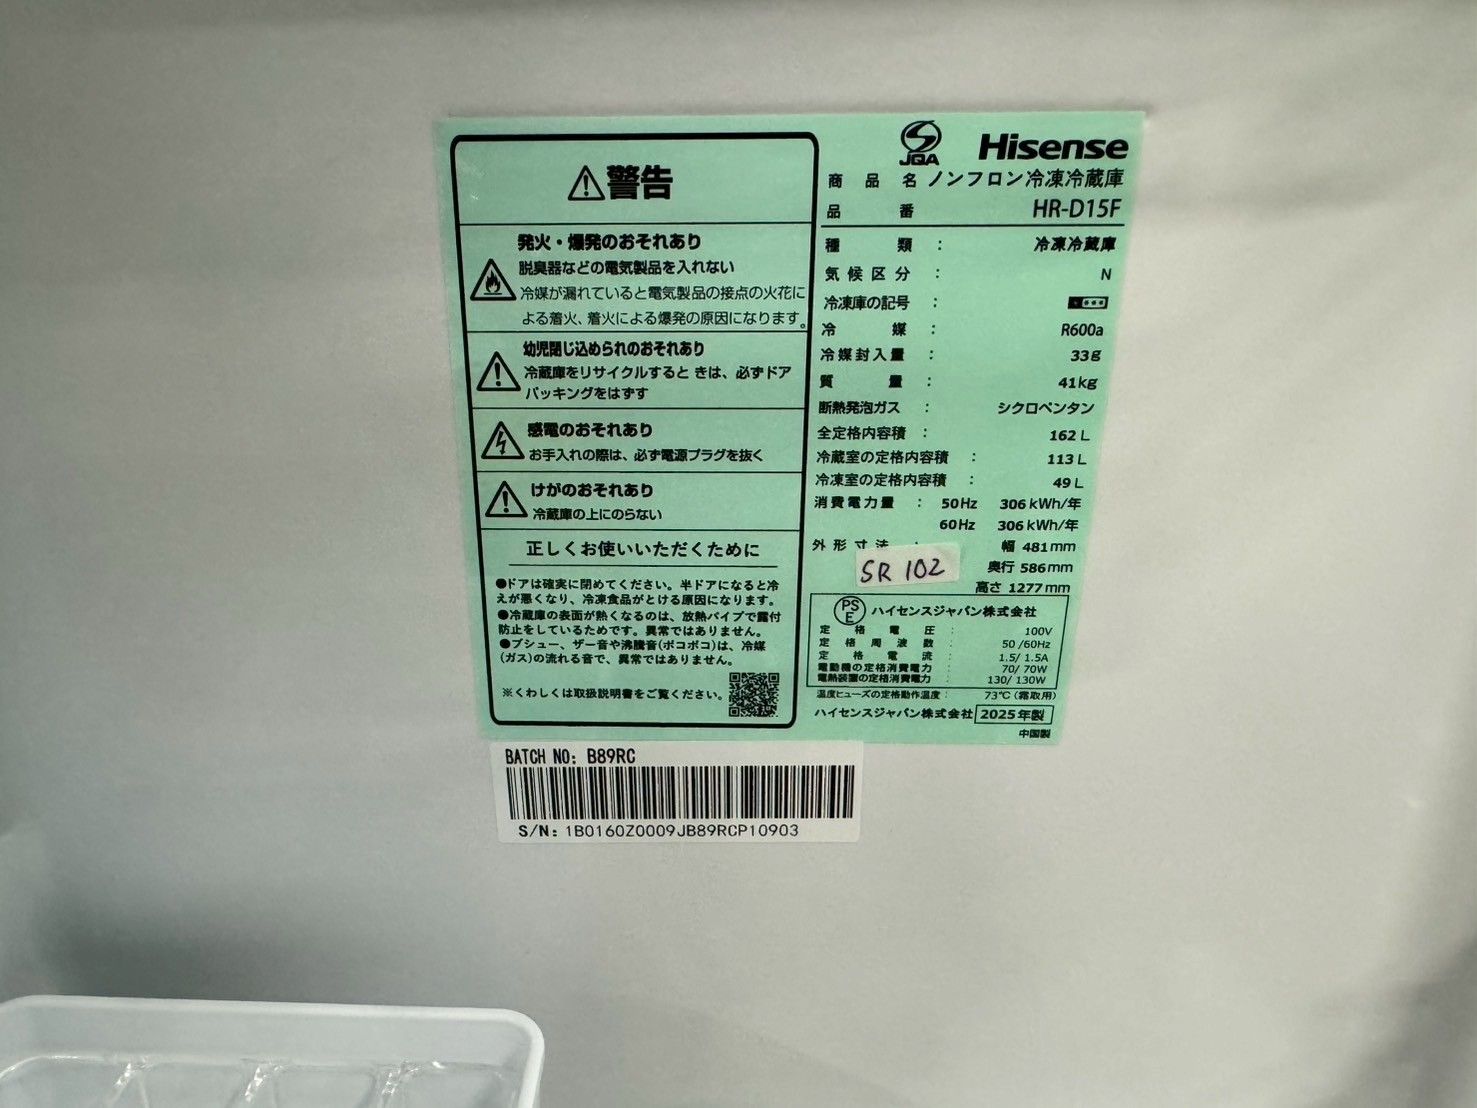 警告
発火・爆発のおそれあり
脱臭器などの電気製品を入れない
冷媒が漏れていると電気製品の接点の火花に
よる着火、着火による爆発の原因になります。
幼児閉じ込められのおそれあり
冷蔵庫をリサイクルすると きは、必ずドア
パッキングをはずす
感電のおそれあり
お手入れの際は、必ず電源プラグを抜く
けがのおそれあり
冷蔵庫の上にのらない
正しくお使いいただくために
●ドアは確実に閉めてください。半ドアになると冷
えが悪くなり、冷凍食品がとける原因になります。
●冷蔵庫の表面が熱くなるのは、放熱パイプで露付
防止をしているためです。異常ではありません。
●プシュー、ザー音や沸騰音(ボコボコ)は、冷媒
(ガス)の流れる音で、異常ではありません。
※くわしくは取扱説明書をご覧ください。
JQA Hisense
商品名 ノンフロン冷凍冷蔵庫
品番 HR-D15F
種類 : 冷凍冷蔵庫
気候区分 : N
冷凍庫の記号 :
冷媒 : R600a
冷媒封入量 : 33g
質量 : 41kg
断熱発泡ガス : シクロペンタン
全定格内容積 : 162 L
冷蔵室の定格内容積 : 113 L
冷凍室の定格内容積 : 49 L
消費電力量 : 50Hz 306 kWh/年
60Hz 306 kWh/年
外形寸法 : 幅 481mm
奥行 586mm
SR 102
高さ 1277mm
PSE ハイセンスジャパン株式会社
定格電圧 : 100V
定格周波数 : 50/60Hz
定格電流 : 1.5/ 1.5A
電動機の定格消費電力 : 70/ 70W
電熱装置の定格消費電力 : 130/ 130W
温度ヒューズの定格動作温度 : 73℃(霜取用)
ハイセンスジャパン株式会社 2025年製
中国製
BATCH NO: B89RC
S/N: 1B0160Z0009JB89RCP10903